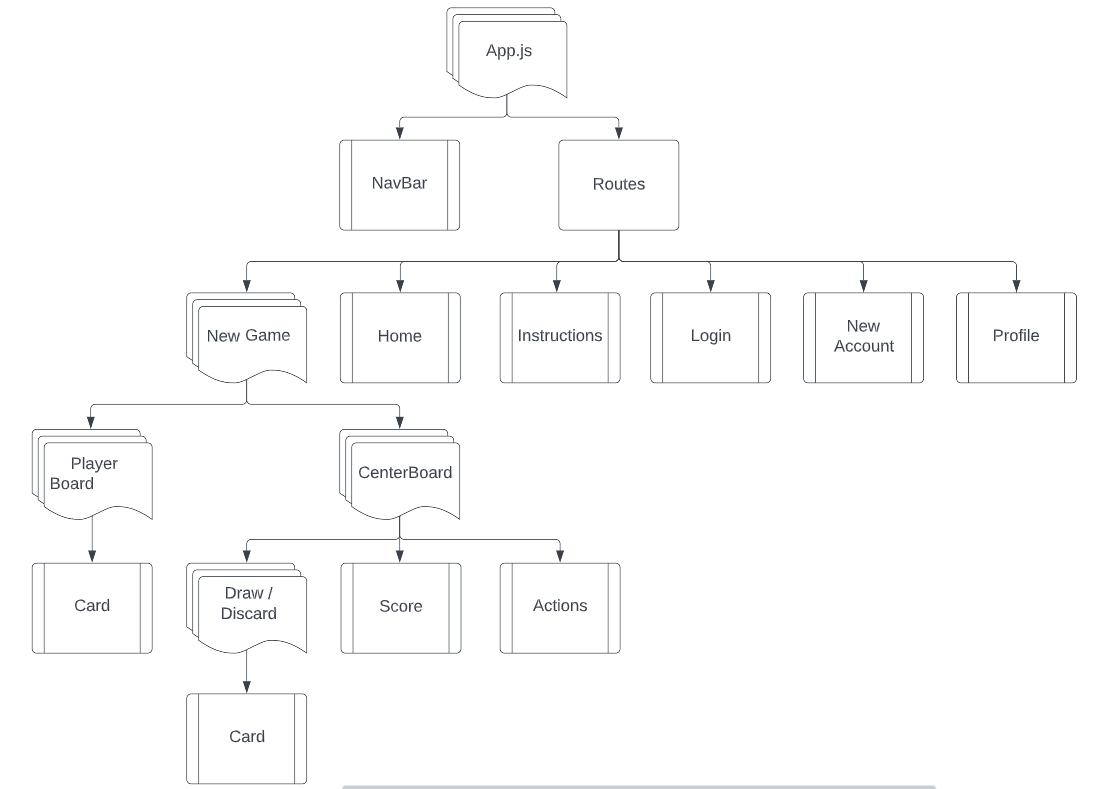 App.js
NavBar
Routes
New Game
Home
Instructions
Login
New
Account
Profile
Player
Board
CenterBoard
Card
Draw /
Discard
Score
Actions
Card